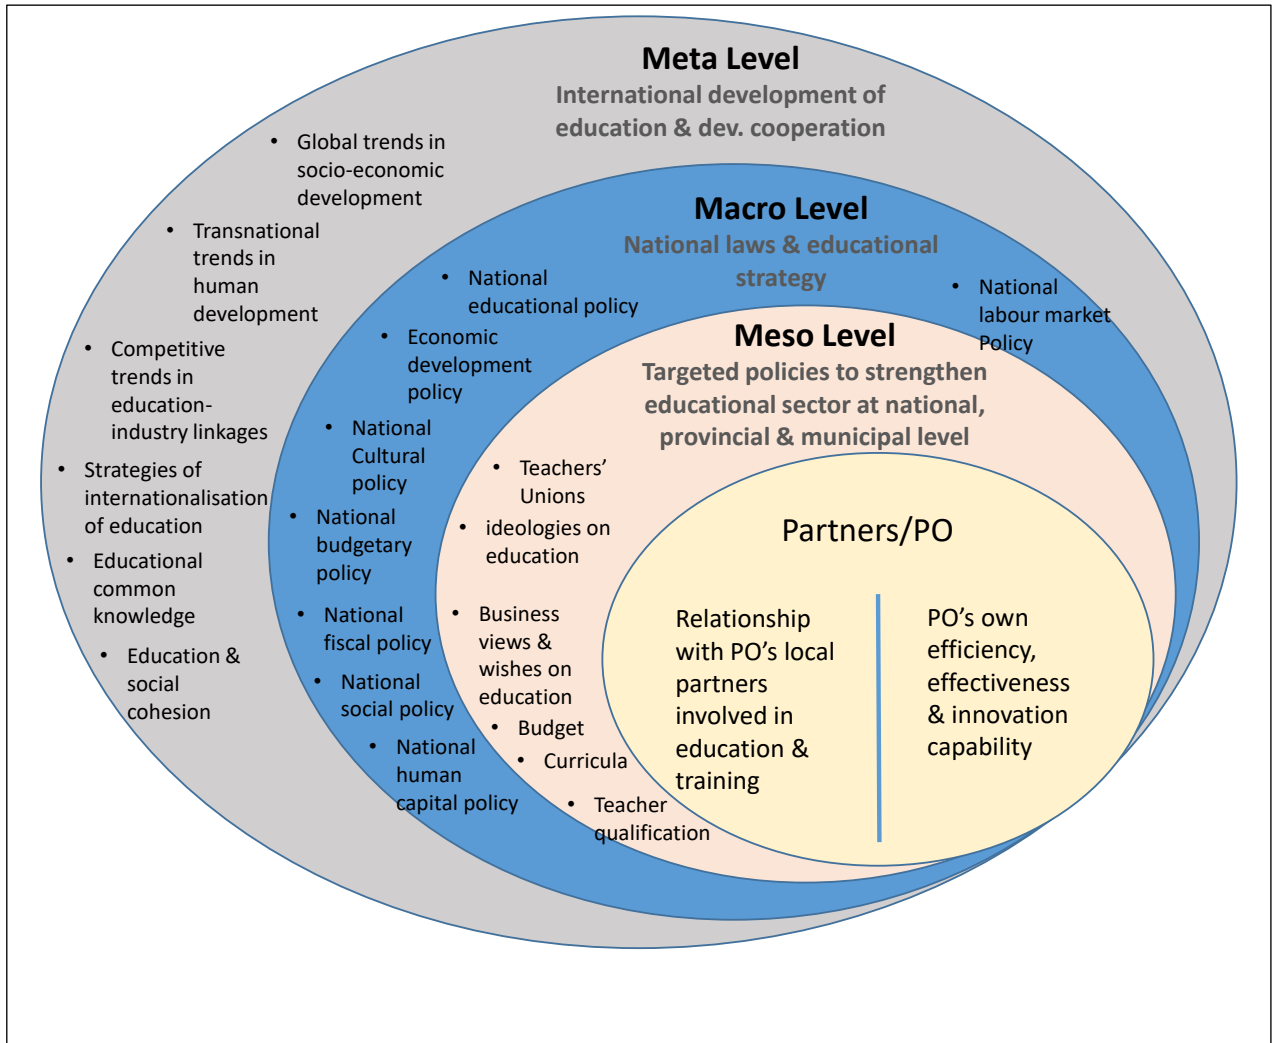 Meta Level
International development of
education & dev. cooperation
• Global trends in
socio-economic
development
• Transnational
trends in
human
development
• Competitive
trends in
education-
industry linkages
• Strategies of
internationalisation
of education
• Educational
common
knowledge
• Education &
social
cohesion
Macro Level
National laws & educational
strategy
• National
educational policy
• Economic
development
policy
• National
Cultural
policy
• National
budgetary
policy
• National
fiscal policy
• National
social policy
• National
human
capital policy
• National
labour market
Policy
Meso Level
Targeted policies to strengthen
educational sector at national,
provincial & municipal level
• Teachers’
Unions
• ideologies on
education
• Business
views &
wishes on
education
• Budget
• Curricula
• Teacher
qualification
Partners/PO
Relationship
with PO’s local
partners
involved in
education &
training
PO’s own
efficiency,
effectiveness
& innovation
capability